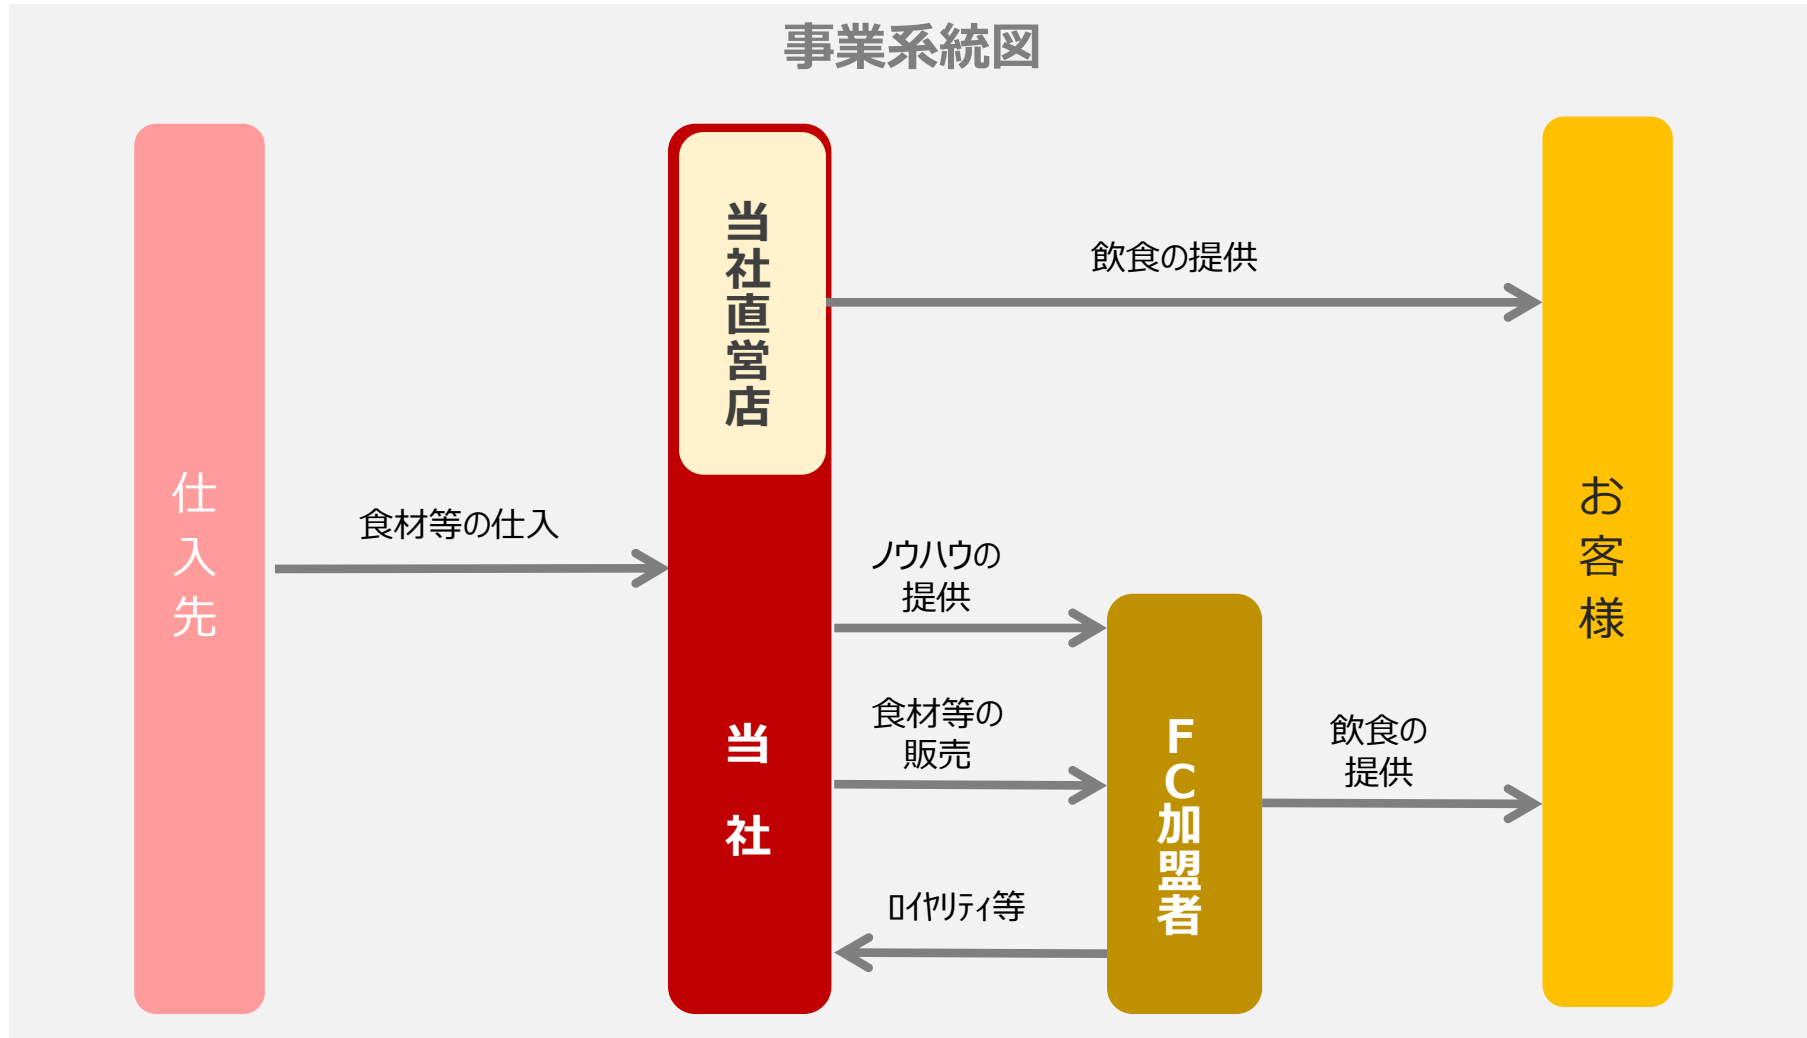 事業系統図
仕入先
食材等の仕入
当社直営店
当社
飲食の提供
ノウハウの
提供
食材等の
販売
ロイヤリティ等
FC加盟者
飲食の
提供
お客様